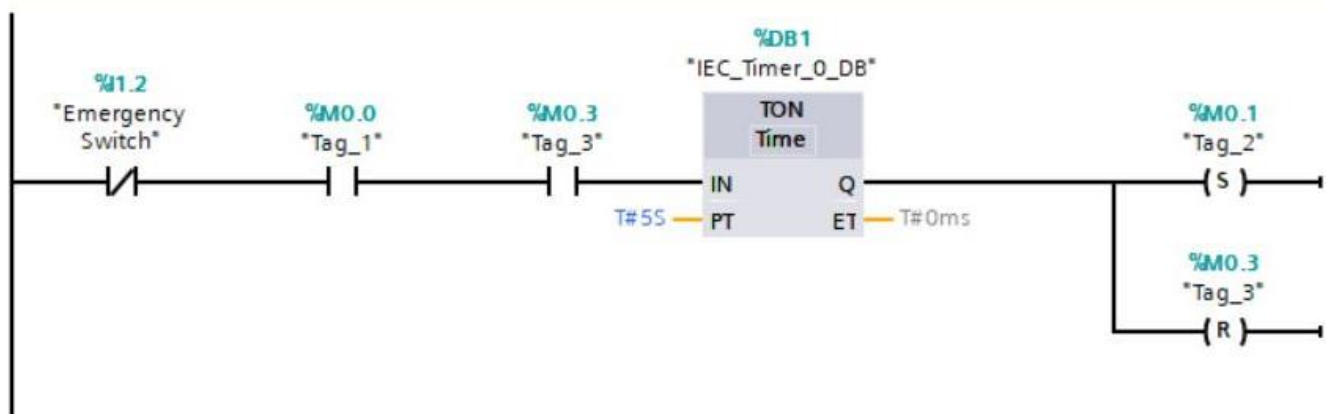 %DB1
"IEC_Timer_0_DB"
%I1.2
"Emergency
Switch"
%M0.0
"Tag_1"
%M0.3
"Tag_3"
TON
Time
%M0.1
"Tag_2"
IN
Q
S
T#5S
PT
ET
T#0ms
%M0.3
"Tag_3"
R